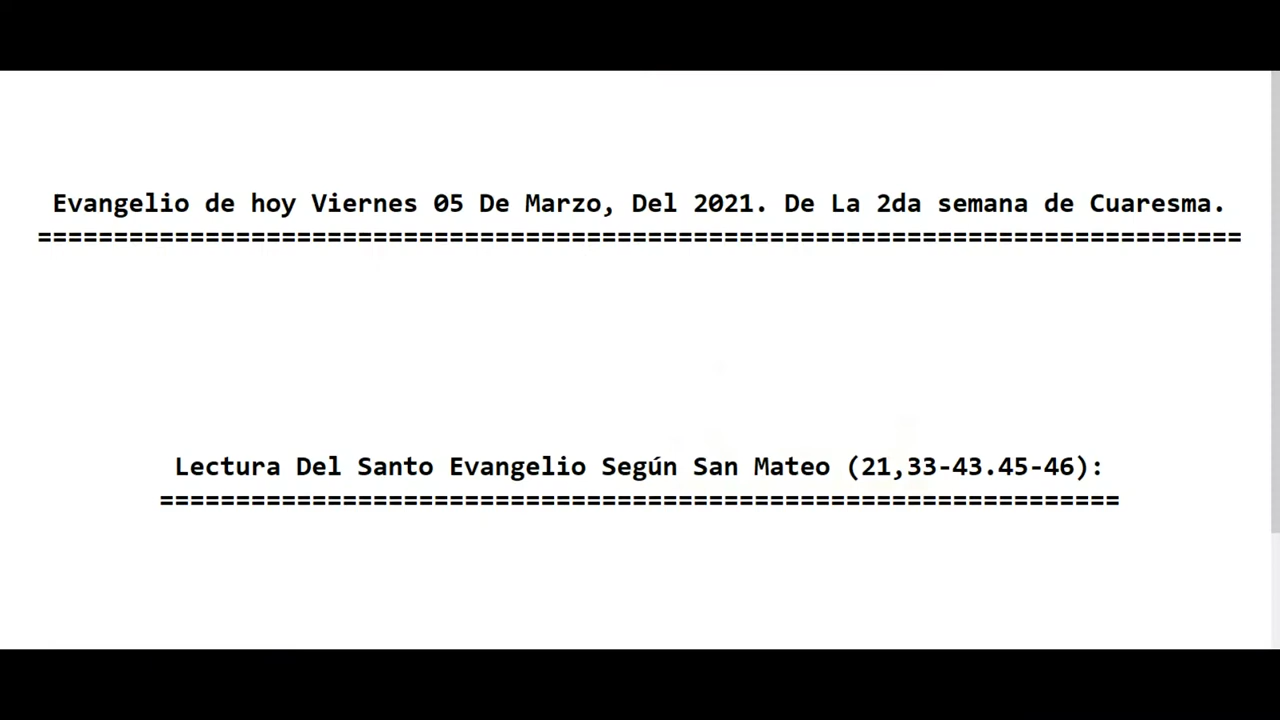 Evangelio de hoy Viernes 05 De Marzo, Del 2021. De La 2da semana de Cuaresma.
===============================================================================
Lectura Del Santo Evangelio Según San Mateo (21,33-43.45-46):
===============================================================